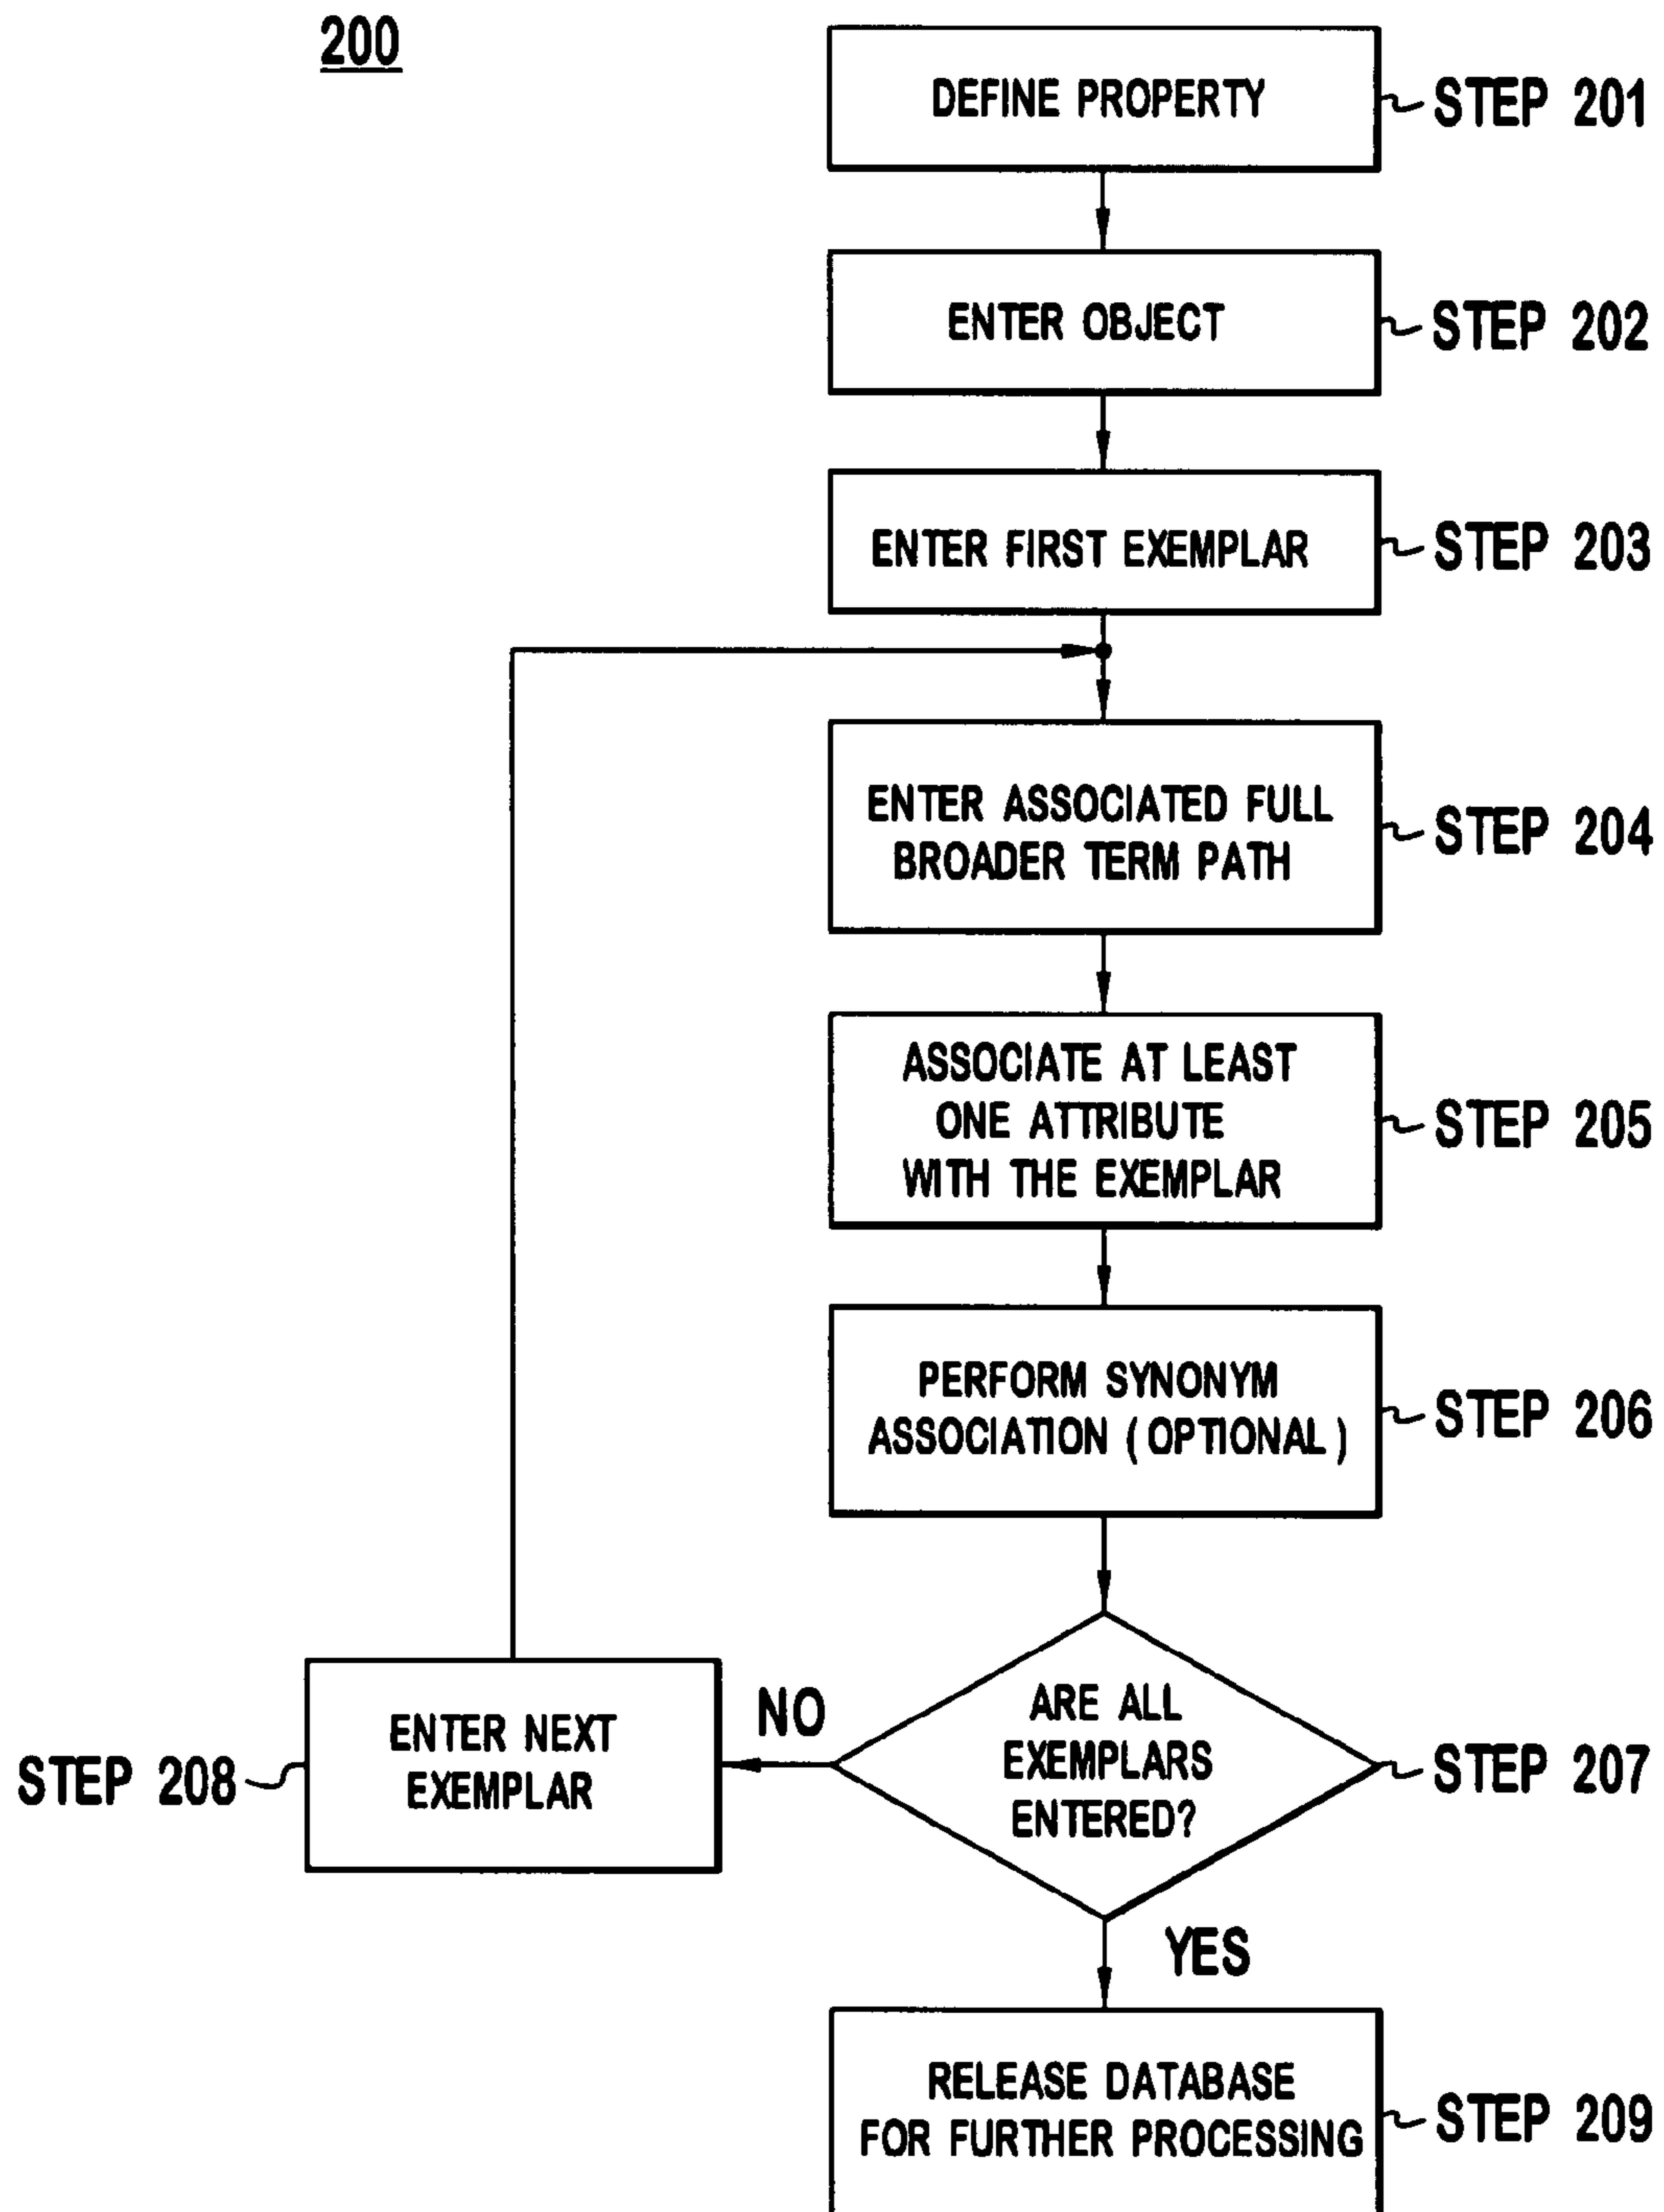 200
DEFINE PROPERTY
STEP 201
ENTER OBJECT
STEP 202
ENTER FIRST EXEMPLAR
STEP 203
ENTER ASSOCIATED FULL
BROADER TERM PATH
STEP 204
ASSOCIATE AT LEAST
ONE ATTRIBUTE
WITH THE EXEMPLAR
STEP 205
PERFORM SYNONYM
ASSOCIATION (OPTIONAL)
STEP 206
ARE ALL
EXEMPLARS
ENTERED?
STEP 207
NO
ENTER NEXT
EXEMPLAR
STEP 208
YES
RELEASE DATABASE
FOR FURTHER PROCESSING
STEP 209